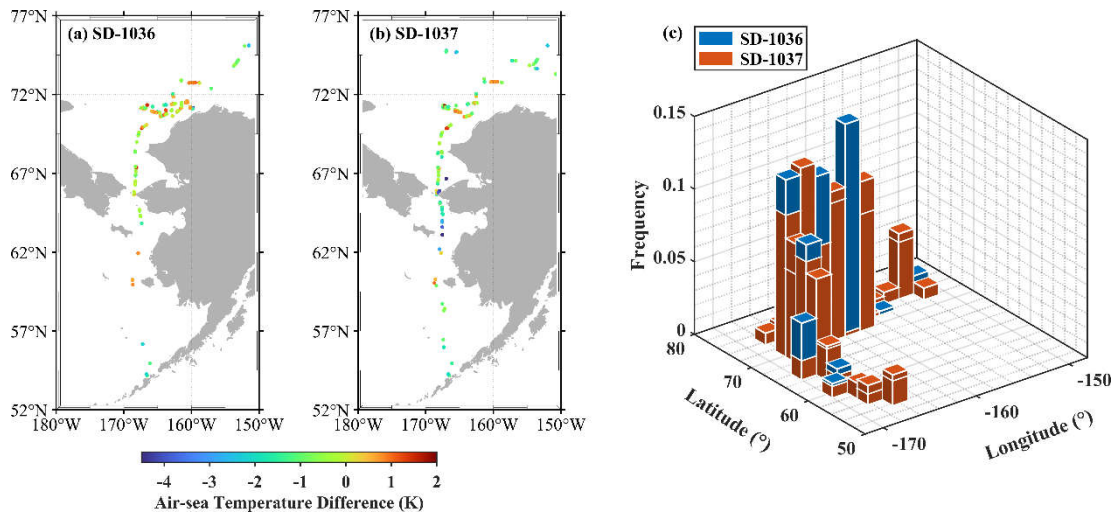 (a) SD-1036
(b) SD-1037
77°N
72°N
67°N
62°N
57°N
52°N
180°W
170°W
160°W
150°W
77°N
72°N
67°N
62°N
57°N
52°N
180°W
170°W
160°W
150°W
-4
-3
-2
-1
0
1
2
Air-sea Temperature Difference (K)
(c)
SD-1036
SD-1037
0.15
0.1
0.05
0
Frequency
80
70
60
50
Latitude (°)
-170
-160
-150
Longitude (°)